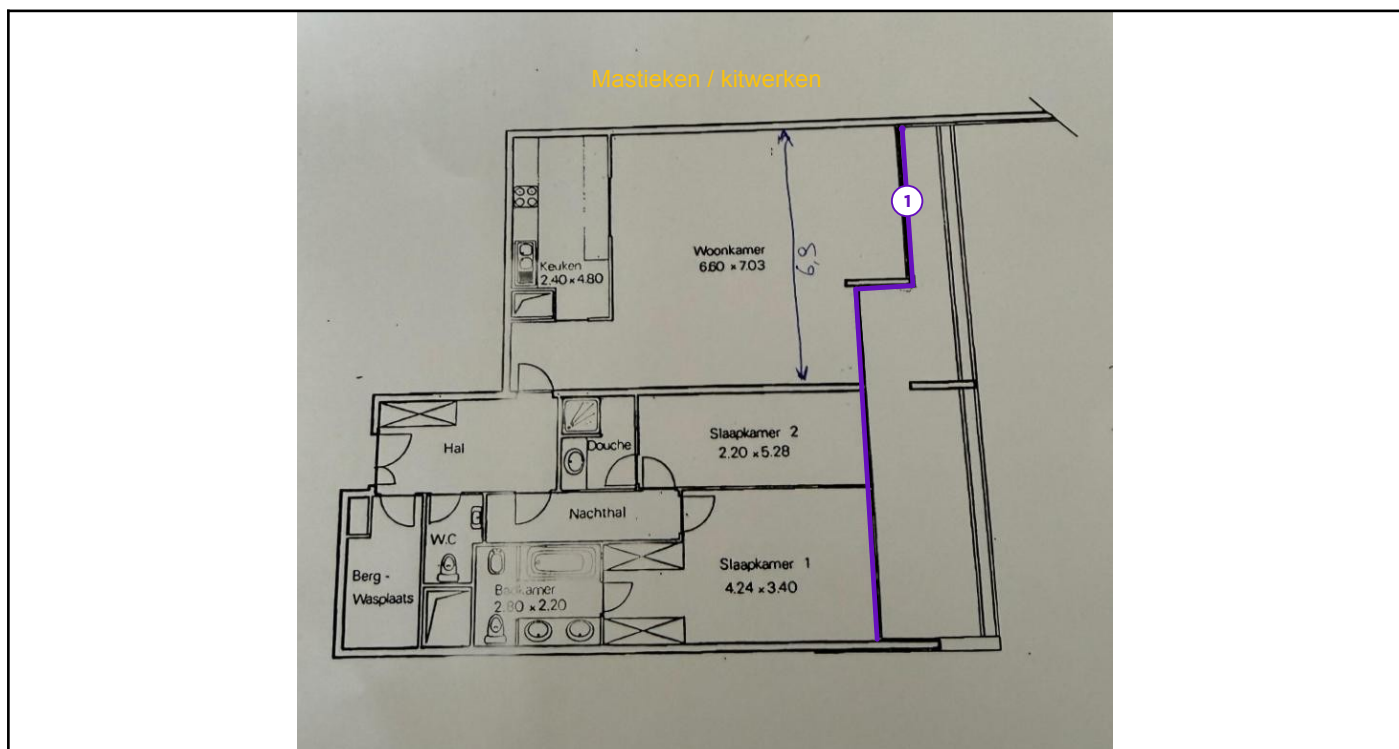 Mastieken / kitwerken
1
Woonkamer
6.60 x 7.03
6,8
Keuken
2.40 x 4.80
Slaapkamer 2
2.20 x 5.28
Douche
Hal
Nachthal
W.C
Slaapkamer 1
4.24 x 3.40
Berg -
Wasplaats
Badkamer
2.80 x 2.20